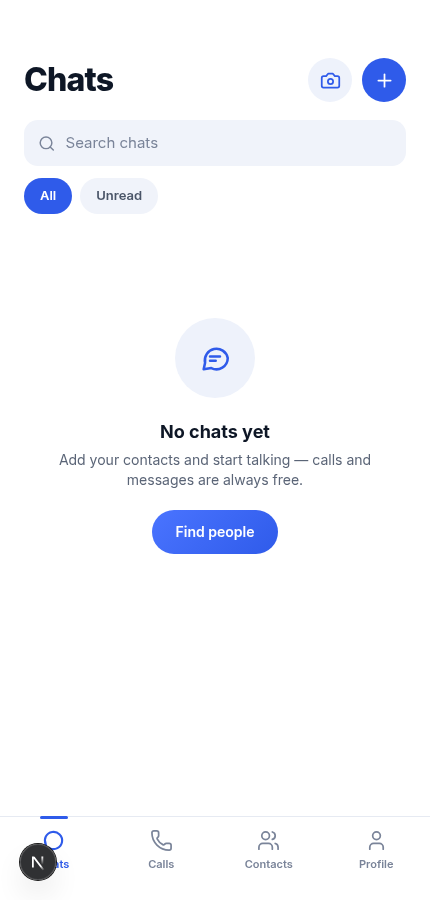 Chats
Search chats
All
Unread
No chats yet
Add your contacts and start talking — calls and
messages are always free.
Find people
Calls
Contacts
Profile